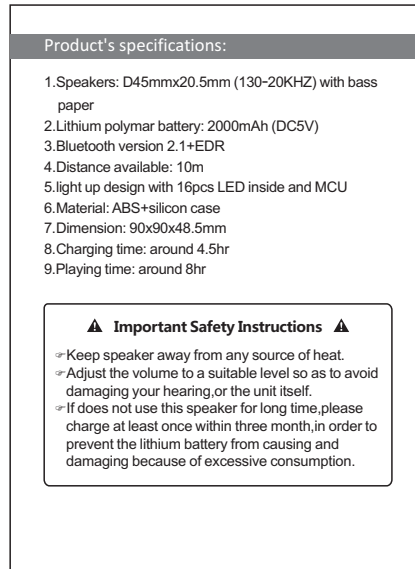 Product's specifications:
1.Speakers: D45mmx20.5mm (130-20KHZ) with bass
paper
2.Lithium polymar battery: 2000mAh (DC5V)
3.Bluetooth version 2.1+EDR
4.Distance available: 10m
5.light up design with 16pcs LED inside and MCU
6.Material: ABS+silicon case
7.Dimension: 90x90x48.5mm
8.Charging time: around 4.5hr
9.Playing time: around 8hr
Important Safety Instructions
☞Keep speaker away from any source of heat.
☞Adjust the volume to a suitable level so as to avoid
damaging your hearing,or the unit itself.
☞If does not use this speaker for long time,please
charge at least once within three month,in order to
prevent the lithium battery from causing and
damaging because of excessive consumption.